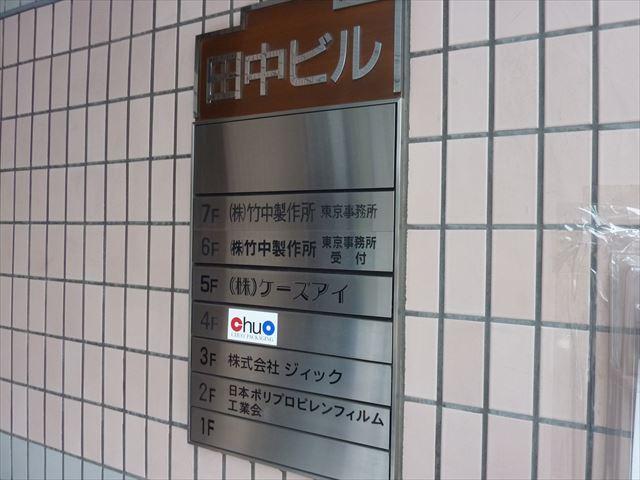 田中ビル
7F (株)竹中製作所 東京事務所
6F (株)竹中製作所 東京事務所
受付
5F (株)ケーズアイ
4F ChuO
CHUO PACKAGING
3F 株式会社 ジィック
2F 日本ポリプロピレンフィルム
工業会
1F